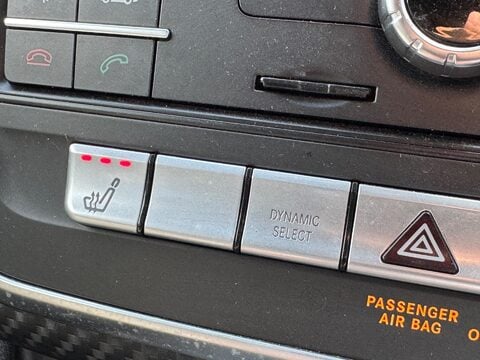 DYNAMIC
SELECT
PASSENGER
AIR BAG
O